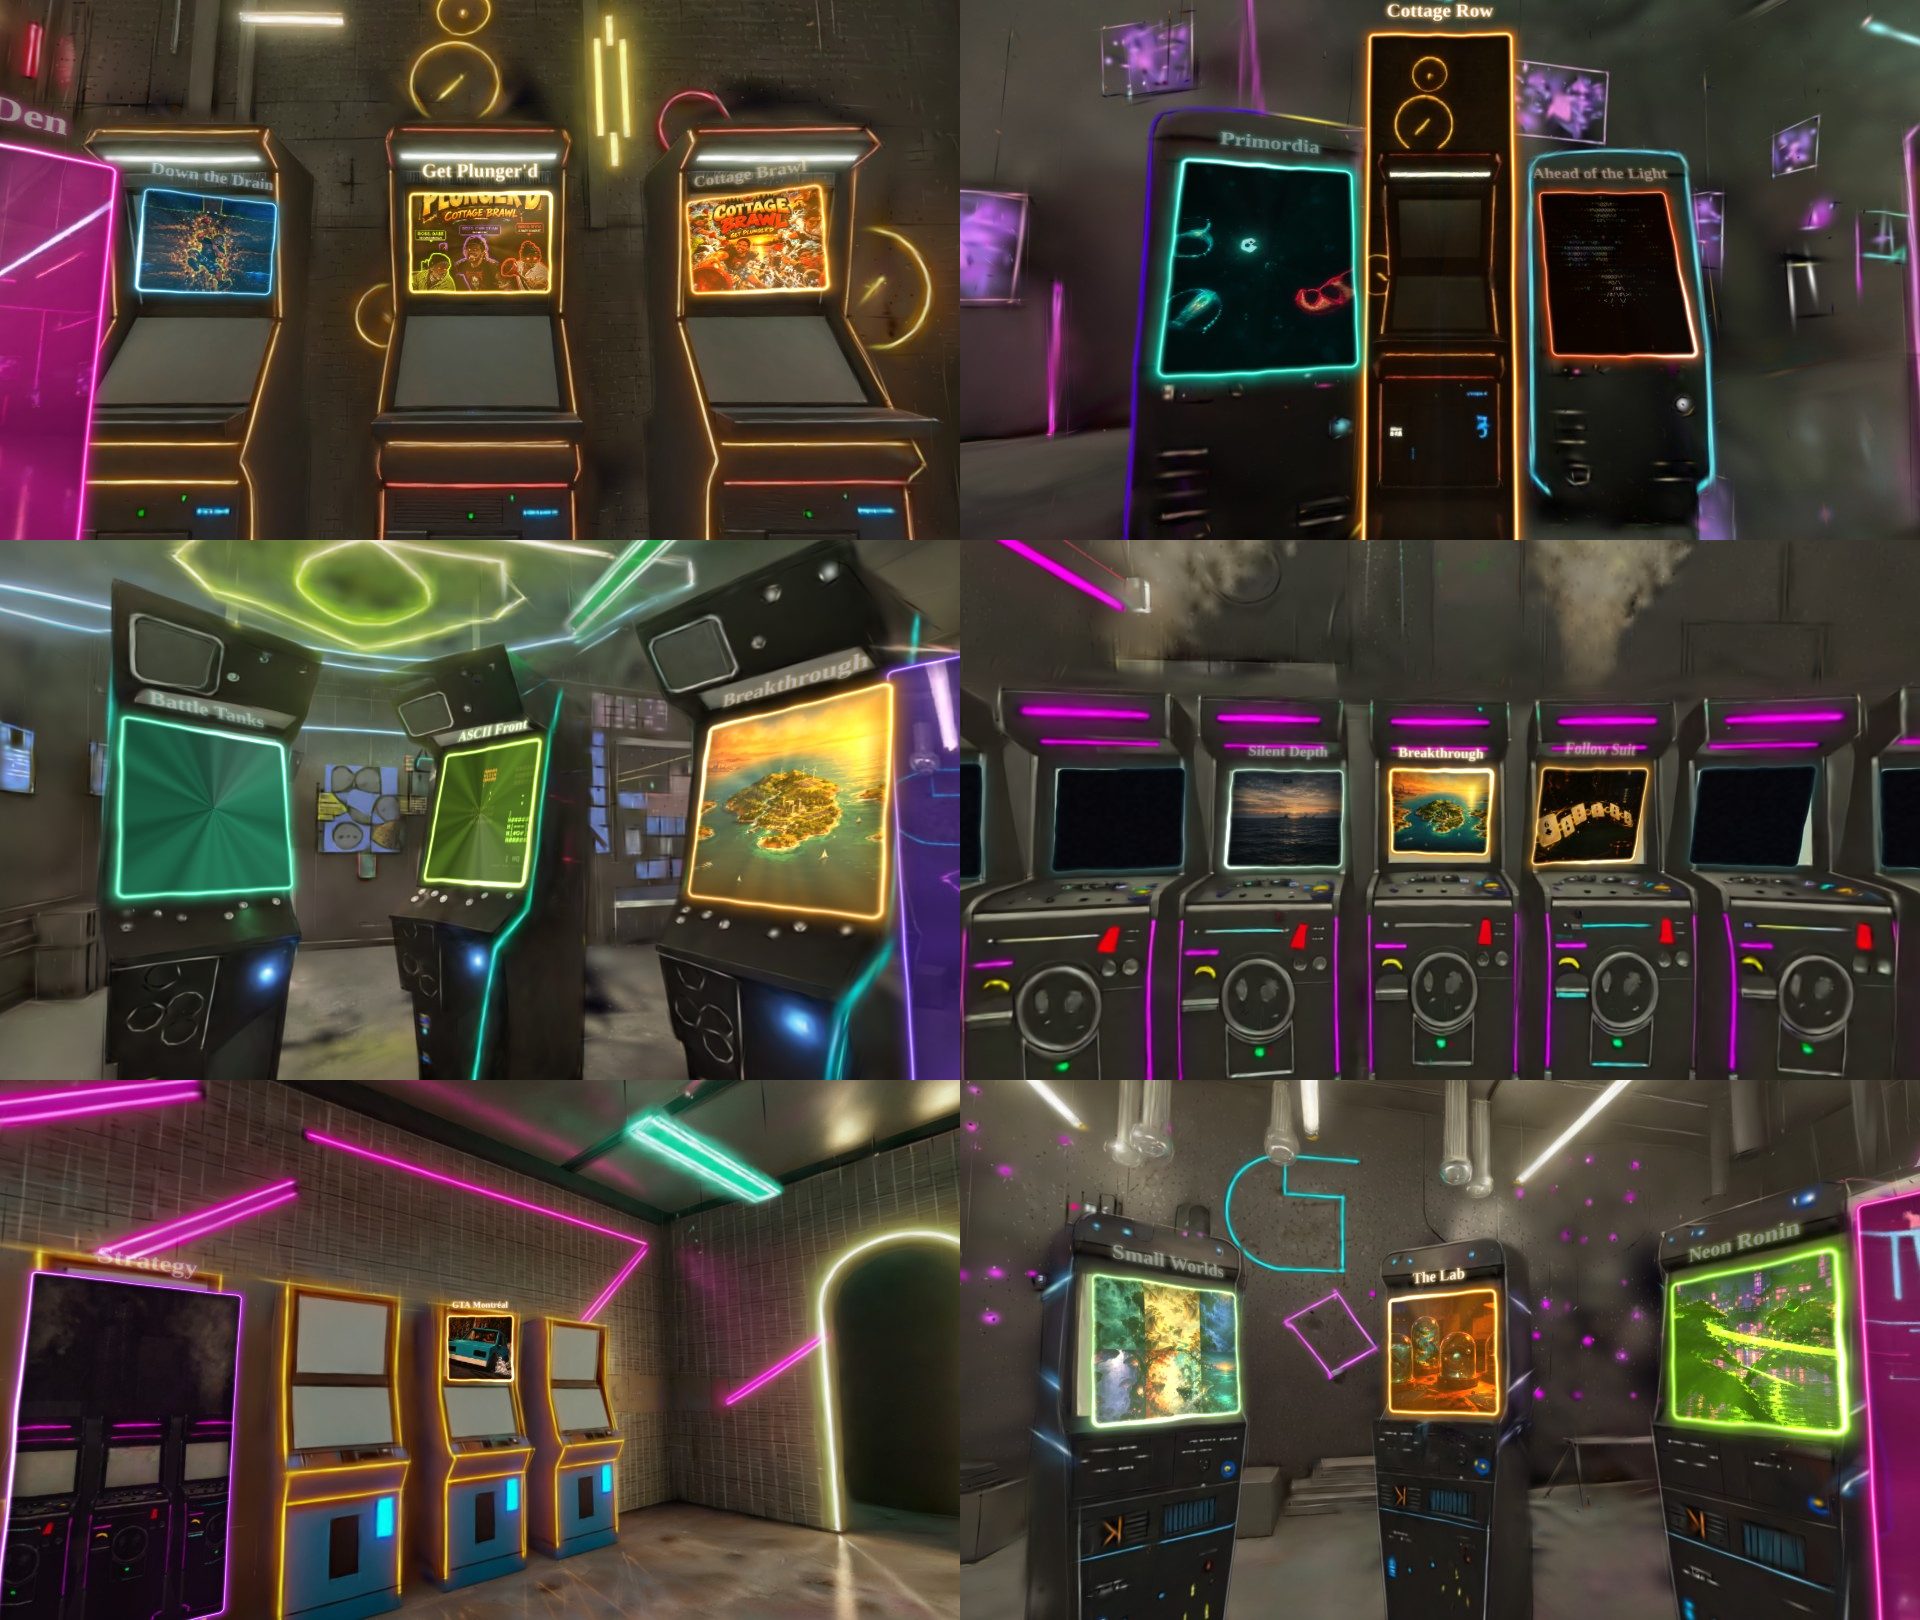 Den
Down the Drain
Get Plunger'd
Cottage Brawl
PLUNGER'D
COTTAGE BRAWL
COTTAGE
BRAWL
GET PLUNGER'D
Cottage Row
Primordia
Ahead of the Light
Battle Tanks
ASCII Front
Breakthrough
Silent Depth
Breakthrough
Follow Suit
Strategy
GTA Montréal
Small Worlds
The Lab
Neon Ronin